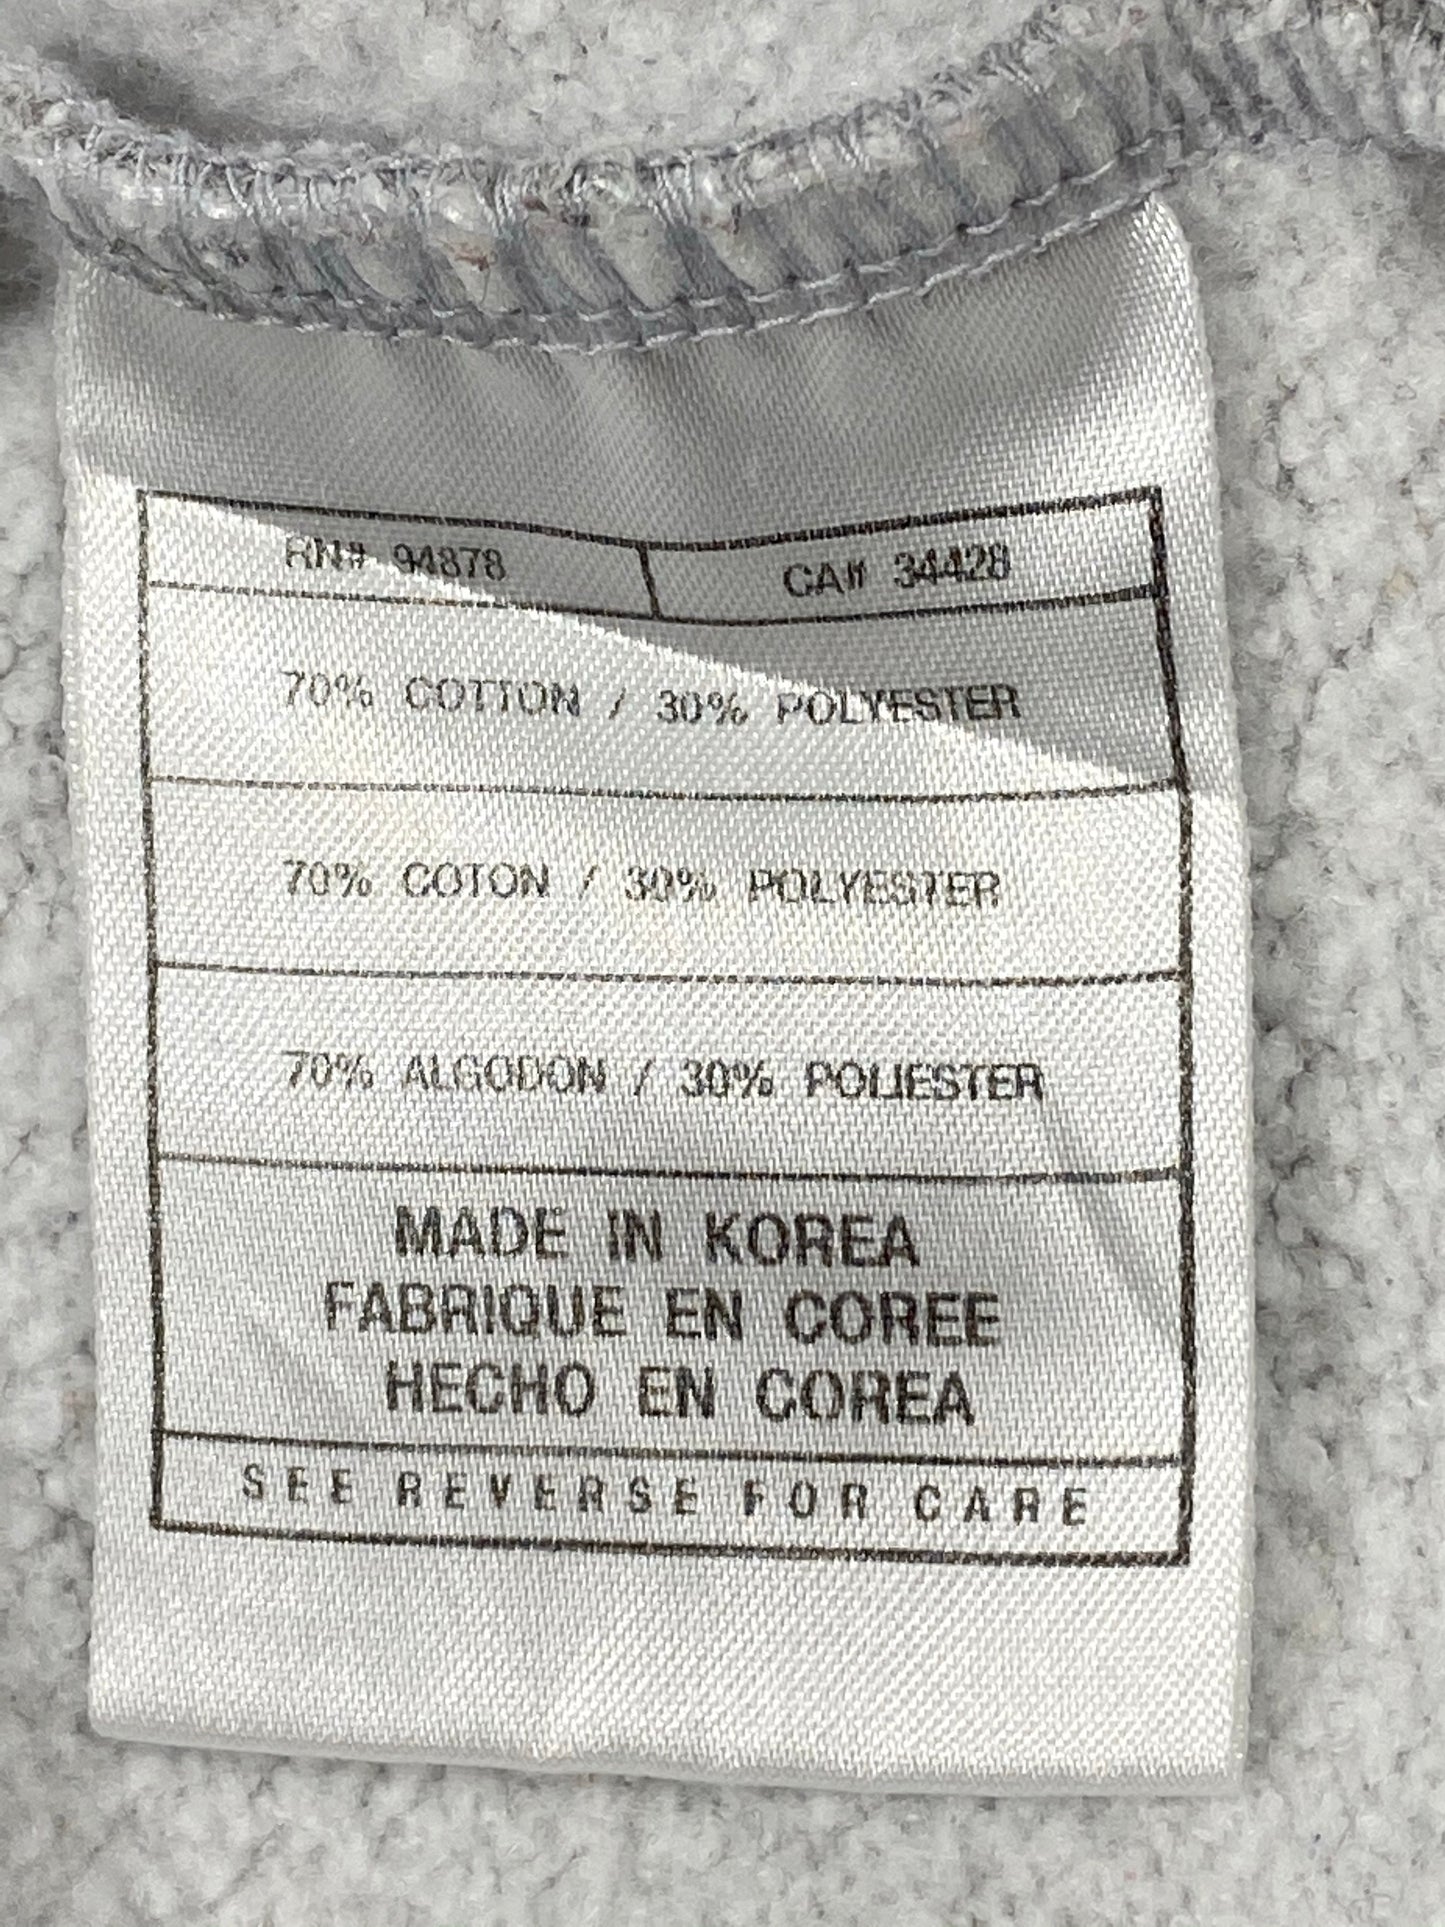 RN# 94878 CA# 34428
70% COTTON / 30% POLYESTER
70% COTON / 30% POLYESTER
70% ALGODON / 30% POLIESTER
MADE IN KOREA
FABRIQUE EN COREE
HECHO EN COREA
SEE REVERSE FOR CARE